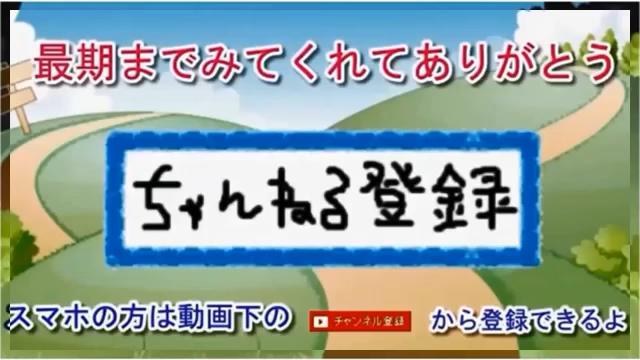 最期までみてくれてありがとう
ちゃんねる登録
スマホの方は動画下の チャンネル登録 から登録できるよ